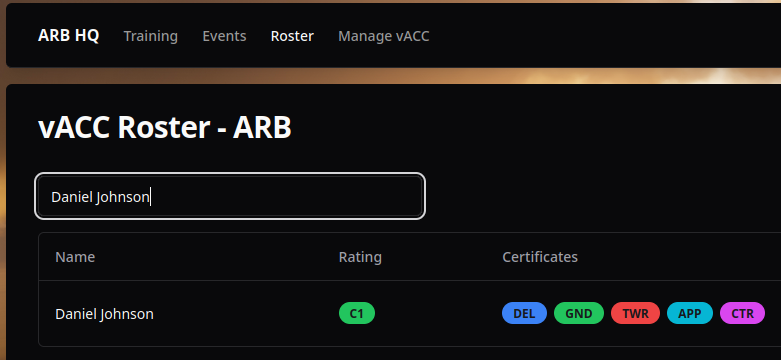 ARB HQ Training Events Roster Manage vACC
vACC Roster - ARB
Daniel Johnson
Name Rating Certificates
Daniel Johnson C1 DEL GND TWR APP CTR